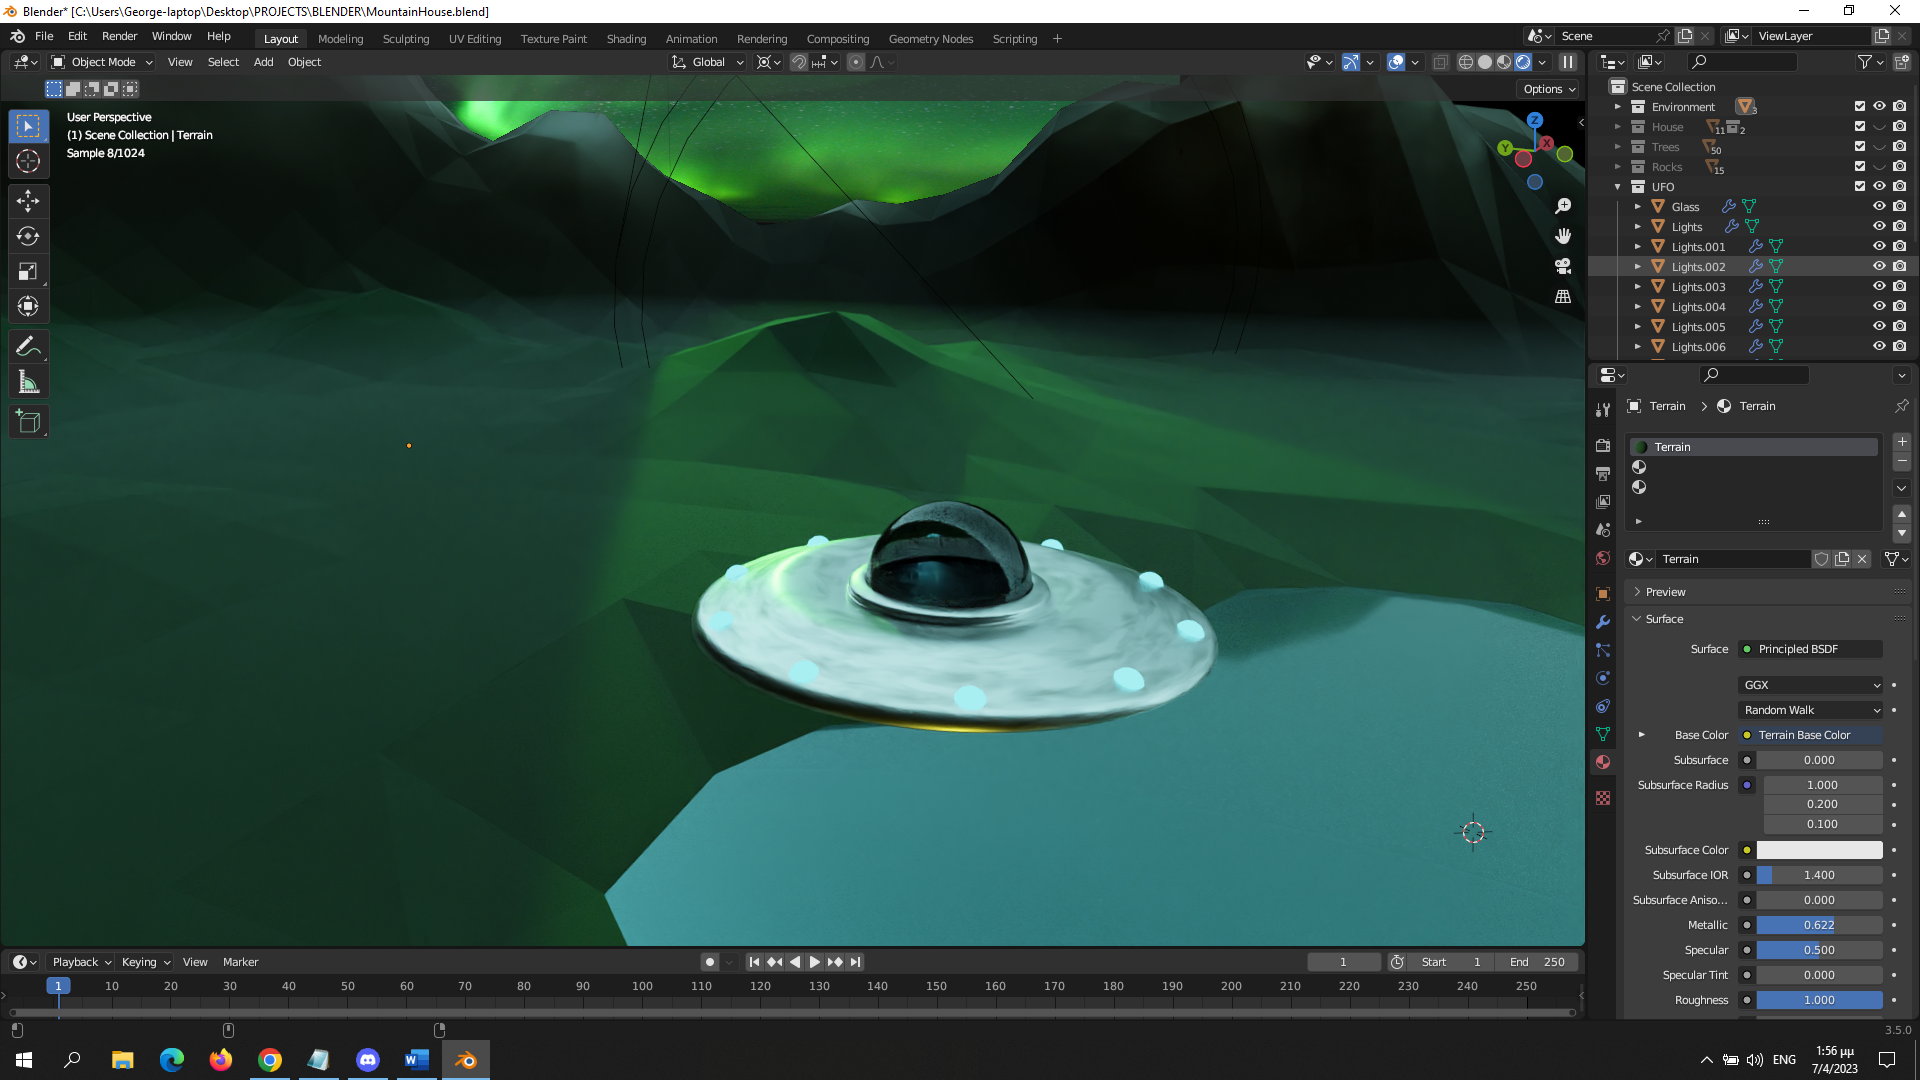 Blender* [C:\Users\George-laptop\Desktop\PROJECTS\BLENDER\MountainHouse.blend]
File Edit Render Window Help Layout Modeling Sculpting UV Editing Texture Paint Shading Animation Rendering Compositing Geometry Nodes Scripting + Scene ViewLayer
Object Mode View Select Add Object Global
Options
User Perspective
(1) Scene Collection | Terrain
Sample 8/1024
Z
Y X
Scene Collection
Environment 3
House 11 2
Trees 50
Rocks 15
UFO
Glass
Lights
Lights.001
Lights.002
Lights.003
Lights.004
Lights.005
Lights.006
Terrain > Terrain
Terrain
Terrain
Preview
Surface
Surface Principled BSDF
GGX
Random Walk
Base Color Terrain Base Color
Subsurface 0.000
Subsurface Radius 1.000
0.200
0.100
Subsurface Color
Subsurface IOR 1.400
Subsurface Aniso... 0.000
Metallic 0.622
Specular 0.500
Specular Tint 0.000
Roughness 1.000
Playback Keying View Marker 1 Start 1 End 250
1 10 20 30 40 50 60 70 80 90 100 110 120 130 140 150 160 170 180 190 200 210 220 230 240 250
3.5.0
ENG
1:56 μμ
7/4/2023